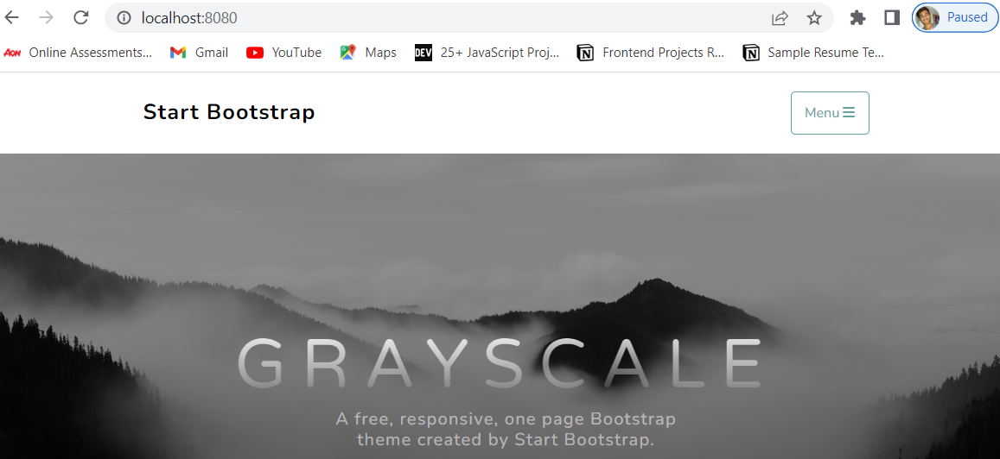 localhost:8080
Paused
Aon Online Assessments... Gmail YouTube Maps DEV 25+ JavaScript Proj... N Frontend Projects R... N Sample Resume Te...
Start Bootstrap
Menu
GRAYSCALE
A free, responsive, one page Bootstrap
theme created by Start Bootstrap.